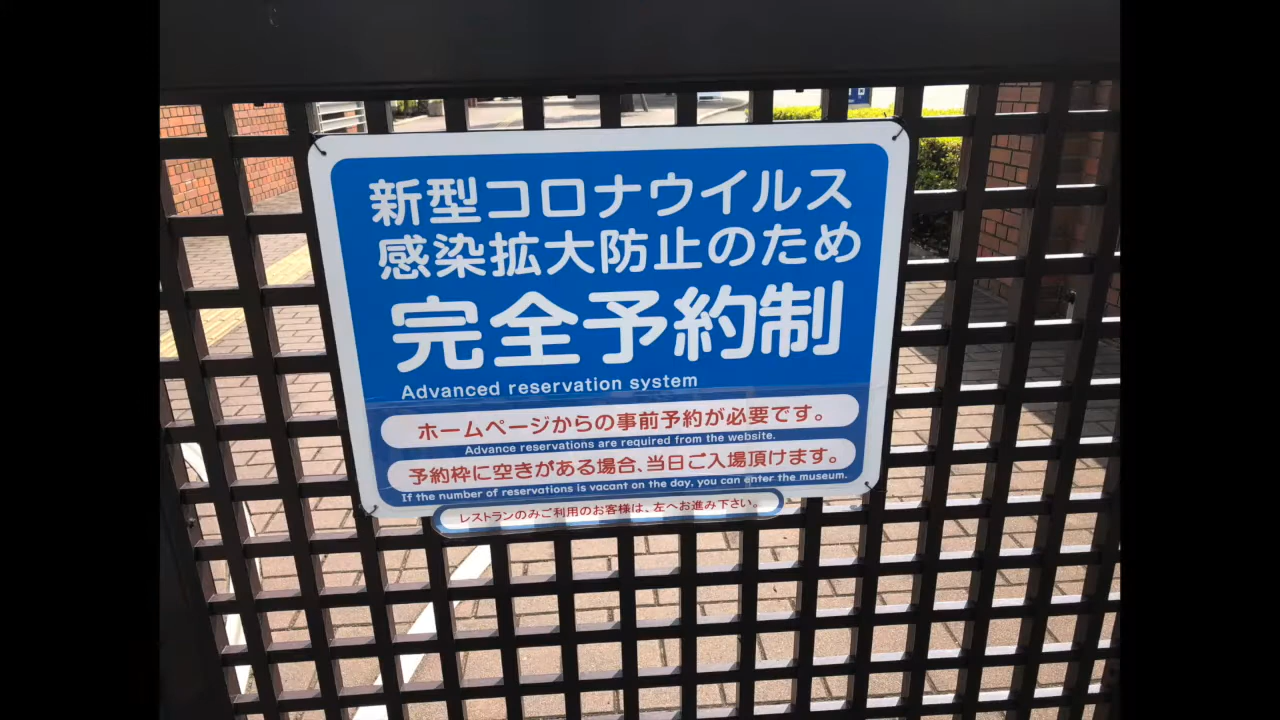 新型コロナウイルス
感染拡大防止のため
完全予約制
Advanced reservation system
ホームページからの事前予約が必要です。
Advance reservations are required from the website.
予約枠に空きがある場合、当日ご入場頂けます。
If the number of reservations is vacant on the day, you can enter the museum.
レストランのみご利用のお客様は、左へお進み下さい。